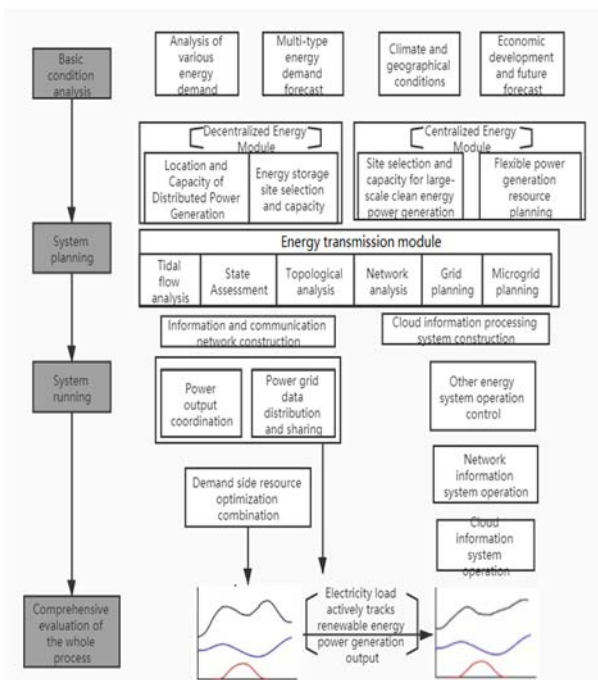 Basic
condition
analysis
Analysis of
various
energy
demand
Multi-type
energy
demand
forecast
Climate and
geographical
conditions
Economic
development
and future
forecast
System
planning
Decentralized Energy
Module
Location and
Capacity of
Distributed Power
Generation
Energy storage
site selection
and capacity
Centralized Energy
Module
Site selection and
capacity for large-
scale clean energy
power generation
Flexible power
generation
resource
planning
Energy transmission module
Tidal
flow
analysis
State
Assessment
Topological
analysis
Network
analysis
Grid
planning
Microgrid
planning
Information and communication
network construction
Cloud information processing
system construction
System
running
Power
output
coordination
Power grid
data
distribution
and sharing
Other energy
system operation
control
Demand side resource
optimization
combination
Network
information
system operation
Cloud
information
system
operation
Comprehensive
evaluation of
the whole
process
Electricity load
actively tracks
renewable energy
power generation
output